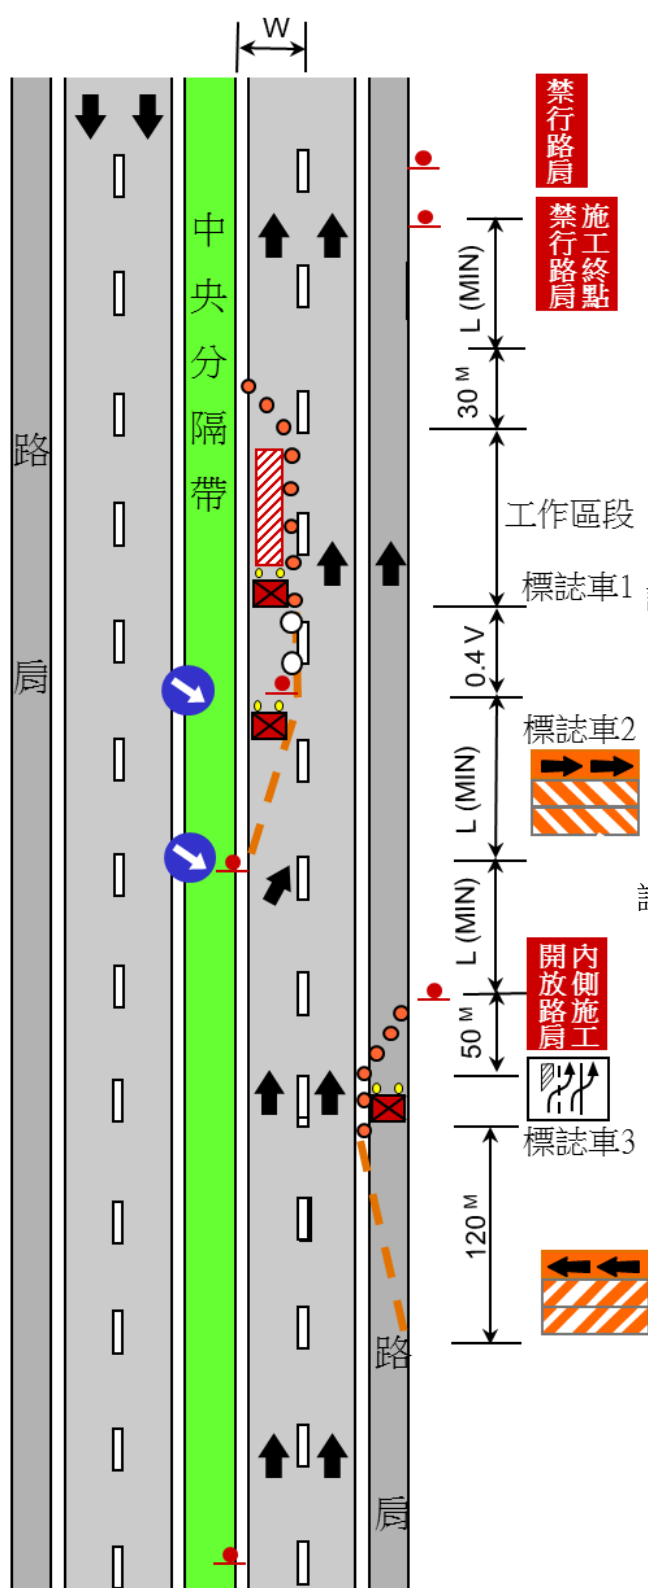 W
禁行路肩
施工終點
禁行路肩
L (MIN)
30 M
中央分隔帶
路肩
工作區段
標誌車1
0.4 V
標誌車2
L (MIN)
L (MIN)
內側施工
開放路肩
50 M
標誌車3
120 M
路肩